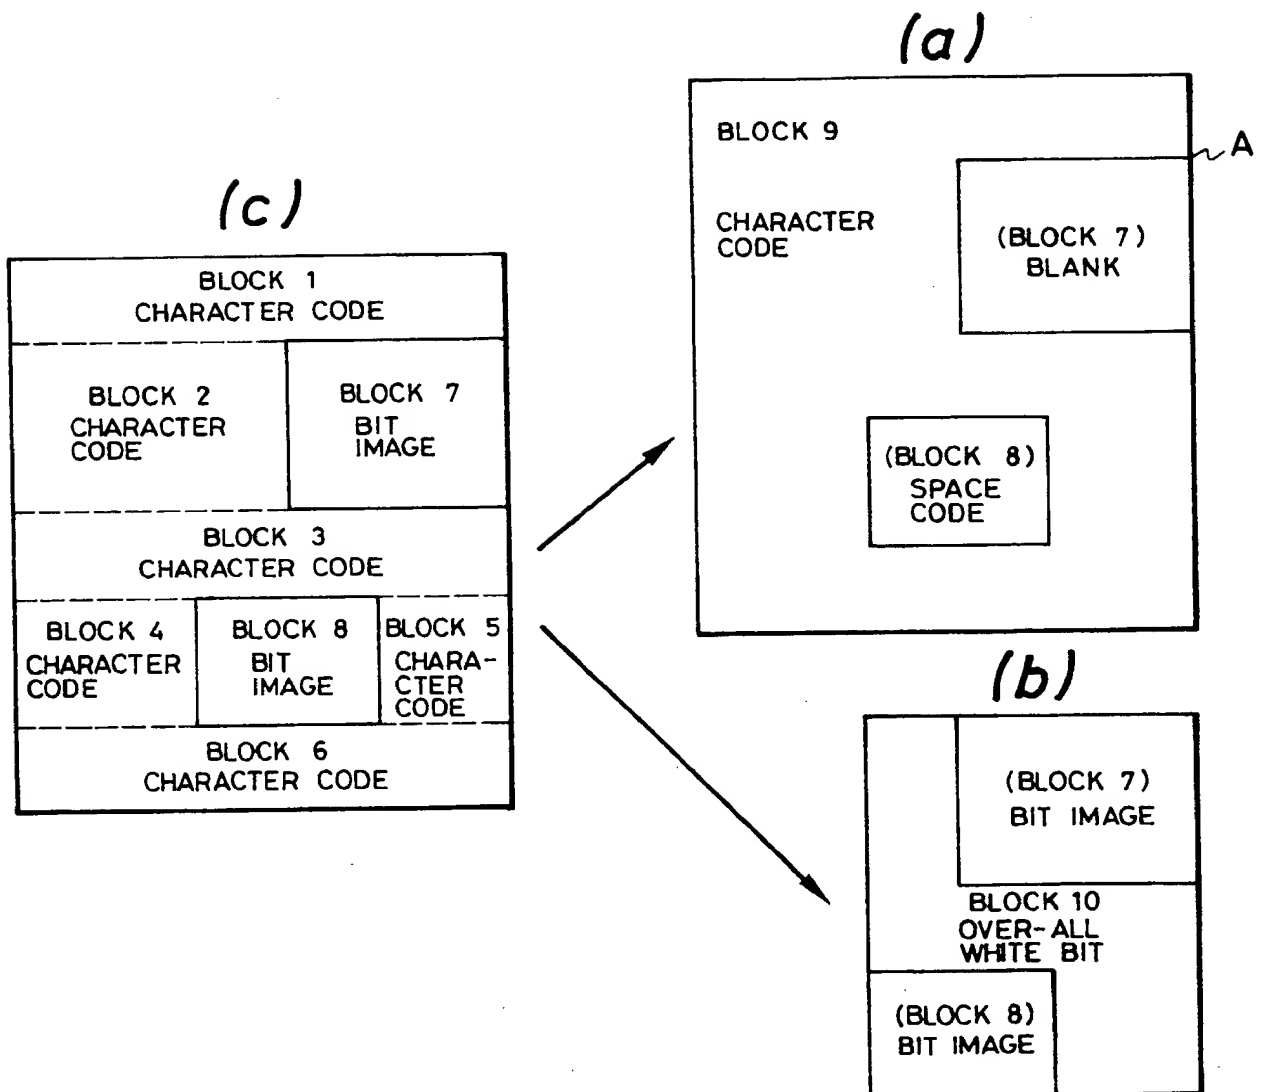 (a)
BLOCK 9
A
CHARACTER
CODE
(BLOCK 7)
BLANK
(BLOCK 8)
SPACE
CODE
(c)
BLOCK 1
CHARACTER CODE
BLOCK 2
CHARACTER
CODE
BLOCK 7
BIT
IMAGE
BLOCK 3
CHARACTER CODE
BLOCK 4
CHARACTER
CODE
BLOCK 8
BIT
IMAGE
BLOCK 5
CHARA-
CTER
CODE
BLOCK 6
CHARACTER CODE
(b)
(BLOCK 7)
BIT IMAGE
BLOCK 10
OVER-ALL
WHITE BIT
(BLOCK 8)
BIT IMAGE